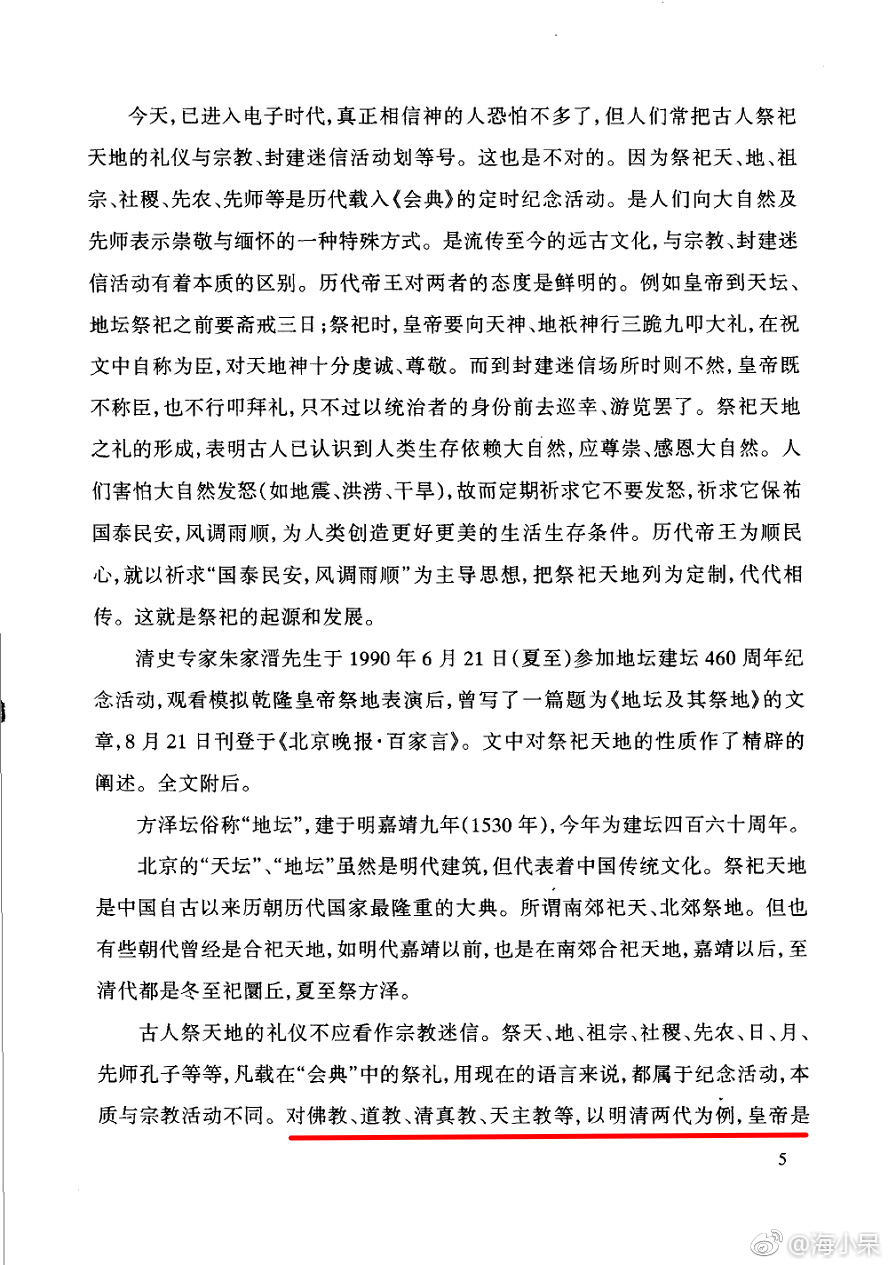 今天,已进入电子时代,真正相信神的人恐怕不多了,但人们常把古人祭祀
天地的礼仪与宗教、封建迷信活动划等号。这也是不对的。因为祭祀天、地、祖
宗、社稷、先农、先师等是历代载入《会典》的定时纪念活动。是人们向大自然及
先师表示崇敬与缅怀的一种特殊方式。是流传至今的远古文化,与宗教、封建迷
信活动有着本质的区别。历代帝王对两者的态度是鲜明的。例如皇帝到天坛、
地坛祭祀之前要斋戒三日;祭祀时,皇帝要向天神、地祇神行三跪九叩大礼,在祝
文中自称为臣,对天地神十分虔诚、尊敬。而到封建迷信场所时则不然,皇帝既
不称臣,也不行叩拜礼,只不过以统治者的身份前去巡幸、游览罢了。祭祀天地
之礼的形成,表明古人已认识到人类生存依赖大自然,应尊崇、感恩大自然。人
们害怕大自然发怒(如地震、洪涝、干旱),故而定期祈求它不要发怒,祈求它保祐
国泰民安,风调雨顺,为人类创造更好更美的生活生存条件。历代帝王为顺民
心,就以祈求“国泰民安,风调雨顺”为主导思想,把祭祀天地列为定制,代代相
传。这就是祭祀的起源和发展。
清史专家朱家溍先生于 1990 年 6 月 21 日(夏至)参加地坛建坛 460 周年纪
念活动,观看模拟乾隆皇帝祭地表演后,曾写了一篇题为《地坛及其祭地》的文
章,8 月 21 日刊登于《北京晚报·百家言》。文中对祭祀天地的性质作了精辟的
阐述。全文附后。
方泽坛俗称“地坛”,建于明嘉靖九年(1530 年),今年为建坛四百六十周年。
北京的“天坛”、“地坛”虽然是明代建筑,但代表着中国传统文化。祭祀天地
是中国自古以来历朝历代国家最隆重的大典。所谓南郊祀天、北郊祭地。但也
有些朝代曾经是合祀天地,如明代嘉靖以前,也是在南郊合祀天地,嘉靖以后,至
清代都是冬至祀圜丘,夏至祭方泽。
古人祭天地的礼仪不应看作宗教迷信。祭天、地、祖宗、社稷、先农、日、月、
先师孔子等等,凡载在“会典”中的祭礼,用现在的语言来说,都属于纪念活动,本
质与宗教活动不同。对佛教、道教、清真教、天主教等,以明清两代为例,皇帝是
5
@海小呆